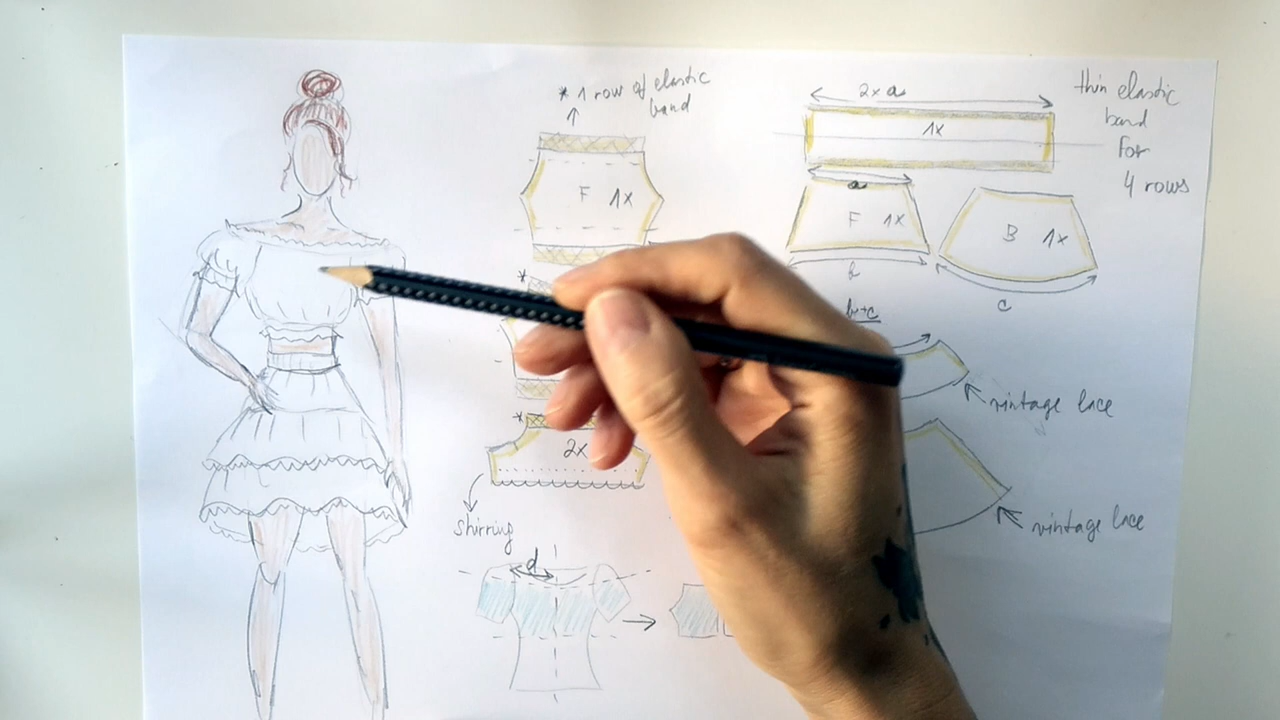 * 1 row of elastic
band
F 1x
*
*
2x
shirring
d
2x a
1x
thin elastic
band
for
4 rows
a
F 1x
B 1x
b
c
b+c
vintage lace
vintage lace